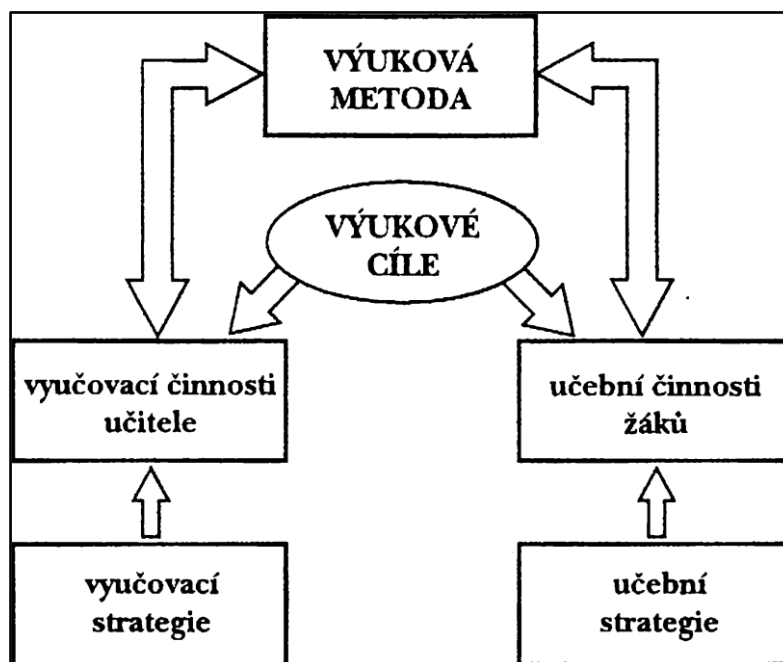 VÝUKOVÁ
METODA
VÝUKOVÉ
CÍLE
vyučovací činnosti
učitele
učební činnosti
žáků
vyučovací
strategie
učební
strategie